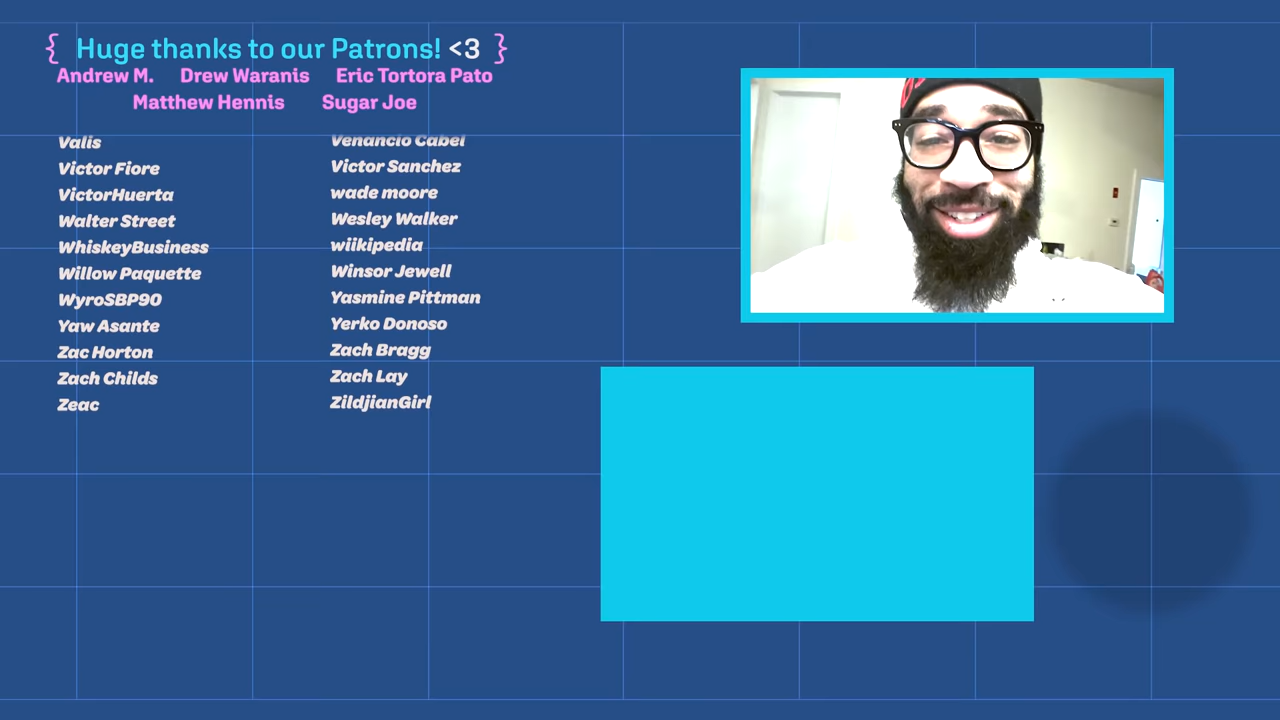 { Huge thanks to our Patrons! <3 }
Andrew M. Drew Waranis Eric Tortora Pato
Matthew Hennis Sugar Joe
Valis
Victor Fiore
VictorHuerta
Walter Street
WhiskeyBusiness
Willow Paquette
WyroSBP90
Yaw Asante
Zac Horton
Zach Childs
Zeac
Venancio Cabel
Victor Sanchez
wade moore
Wesley Walker
wiikipedia
Winsor Jewell
Yasmine Pittman
Yerko Donoso
Zach Bragg
Zach Lay
ZildjianGirl